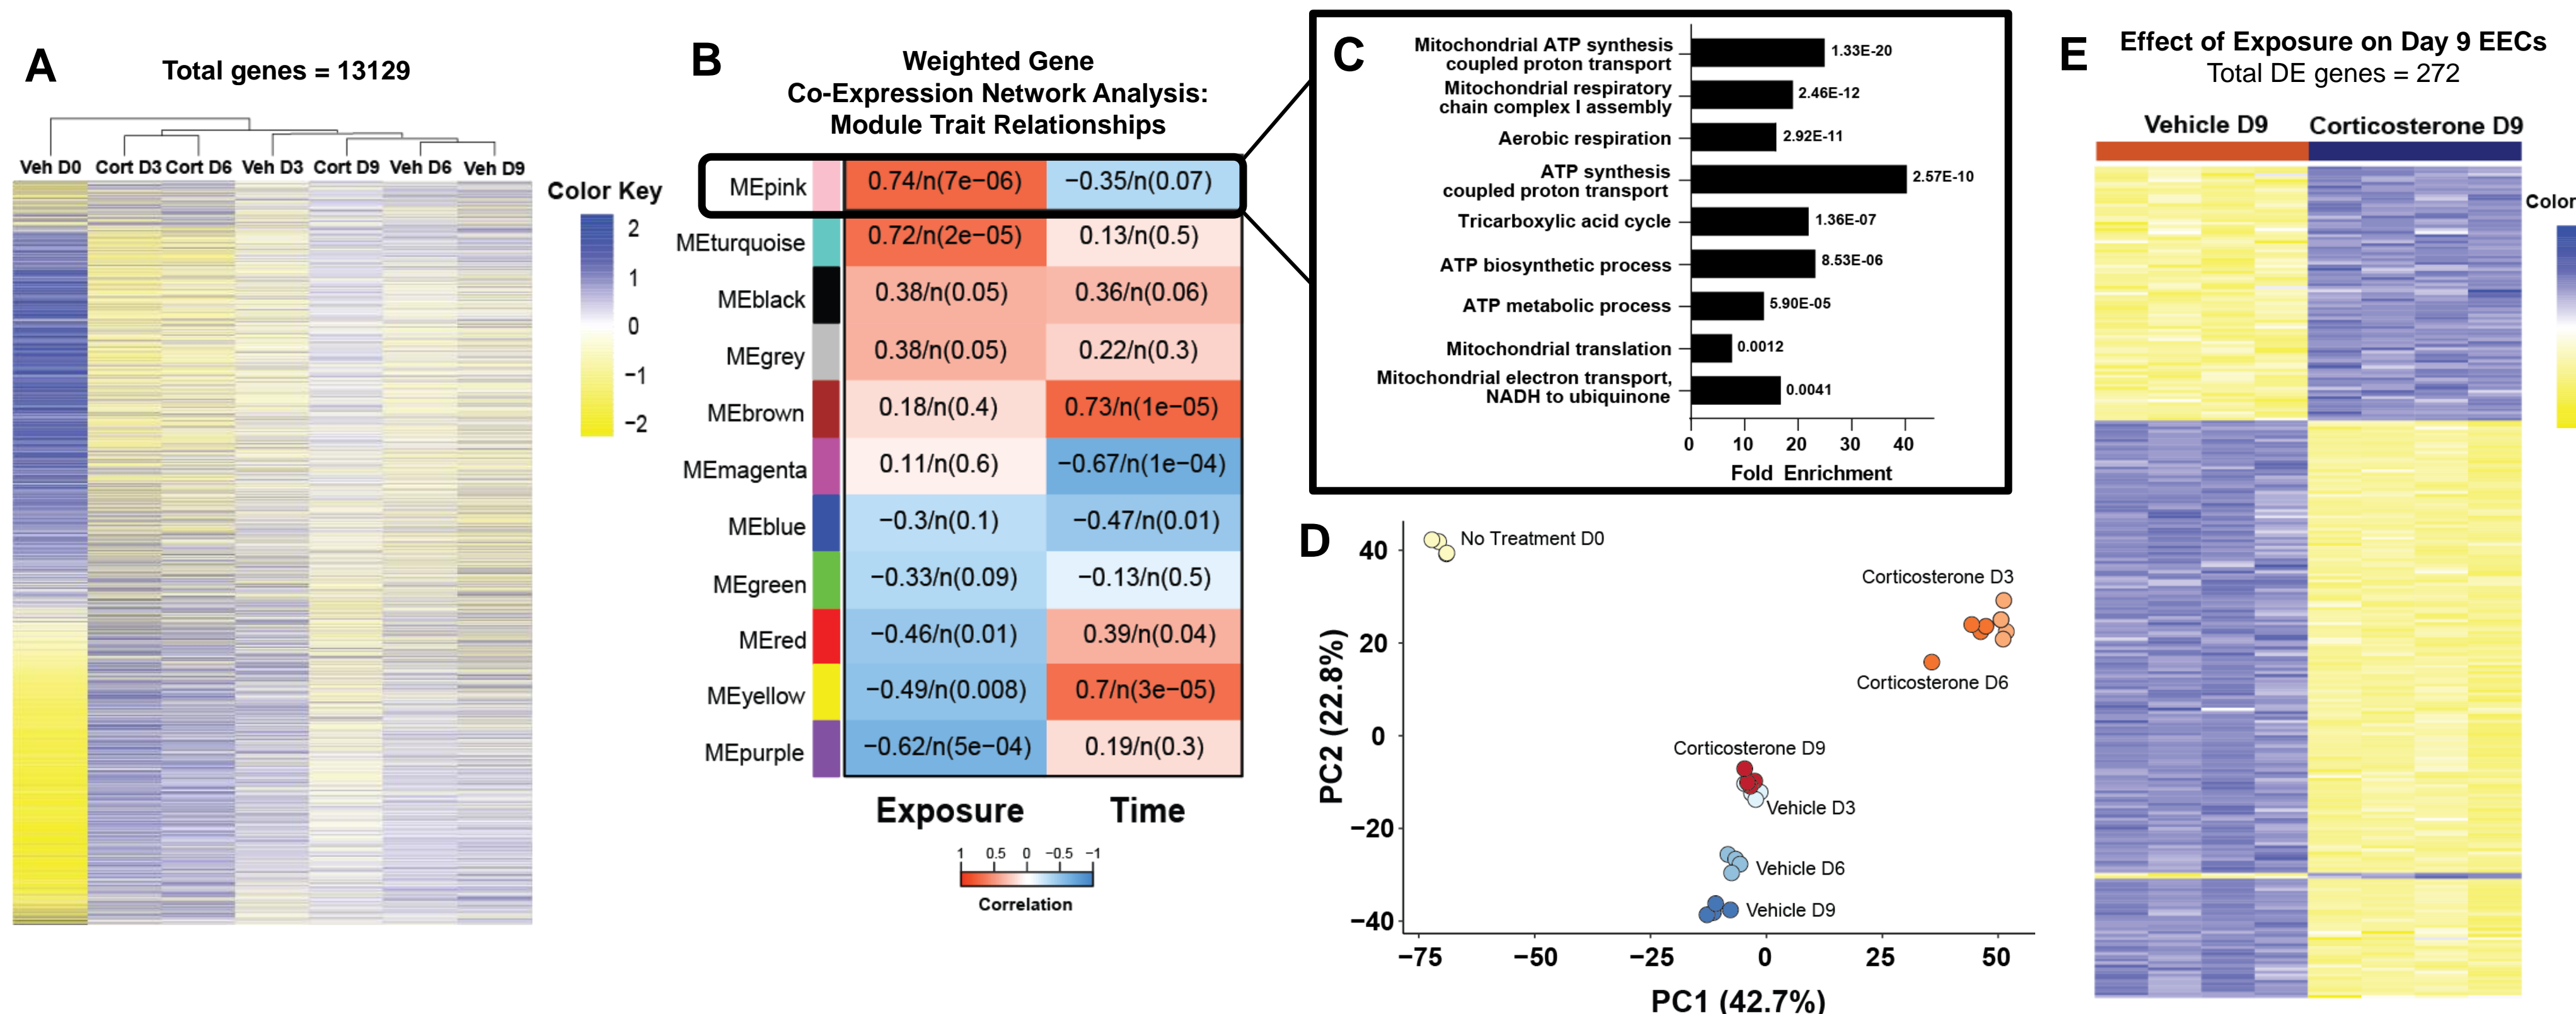 A
Total genes = 13129
Veh D0 Cort D3 Cort D6 Veh D3 Cort D9 Veh D6 Veh D9
Color Key
2
1
0
−1
−2
B
Weighted Gene
Co-Expression Network Analysis:
Module Trait Relationships
MEpink 0.74/n(7e−06) −0.35/n(0.07)
MEturquoise 0.72/n(2e−05) 0.13/n(0.5)
MEblack 0.38/n(0.05) 0.36/n(0.06)
MEgrey 0.38/n(0.05) 0.22/n(0.3)
MEbrown 0.18/n(0.4) 0.73/n(1e−05)
MEmagenta 0.11/n(0.6) −0.67/n(1e−04)
MEblue −0.3/n(0.1) −0.47/n(0.01)
MEgreen −0.33/n(0.09) −0.13/n(0.5)
MEred −0.46/n(0.01) 0.39/n(0.04)
MEyellow −0.49/n(0.008) 0.7/n(3e−05)
MEpurple −0.62/n(5e−04) 0.19/n(0.3)
Exposure Time
1 0.5 0 −0.5 −1
Correlation
C
Mitochondrial ATP synthesis
coupled proton transport
1.33E-20
Mitochondrial respiratory
chain complex I assembly
2.46E-12
Aerobic respiration
2.92E-11
ATP synthesis
coupled proton transport
2.57E-10
Tricarboxylic acid cycle
1.36E-07
ATP biosynthetic process
8.53E-06
ATP metabolic process
5.90E-05
Mitochondrial translation
0.0012
Mitochondrial electron transport,
NADH to ubiquinone
0.0041
0 10 20 30 40
Fold Enrichment
D
No Treatment D0
Corticosterone D3
Corticosterone D6
Corticosterone D9
Vehicle D3
Vehicle D6
Vehicle D9
40
20
0
−20
−40
PC2 (22.8%)
−75 −50 −25 0 25 50
PC1 (42.7%)
E
Effect of Exposure on Day 9 EECs
Total DE genes = 272
Vehicle D9 Corticosterone D9
Color